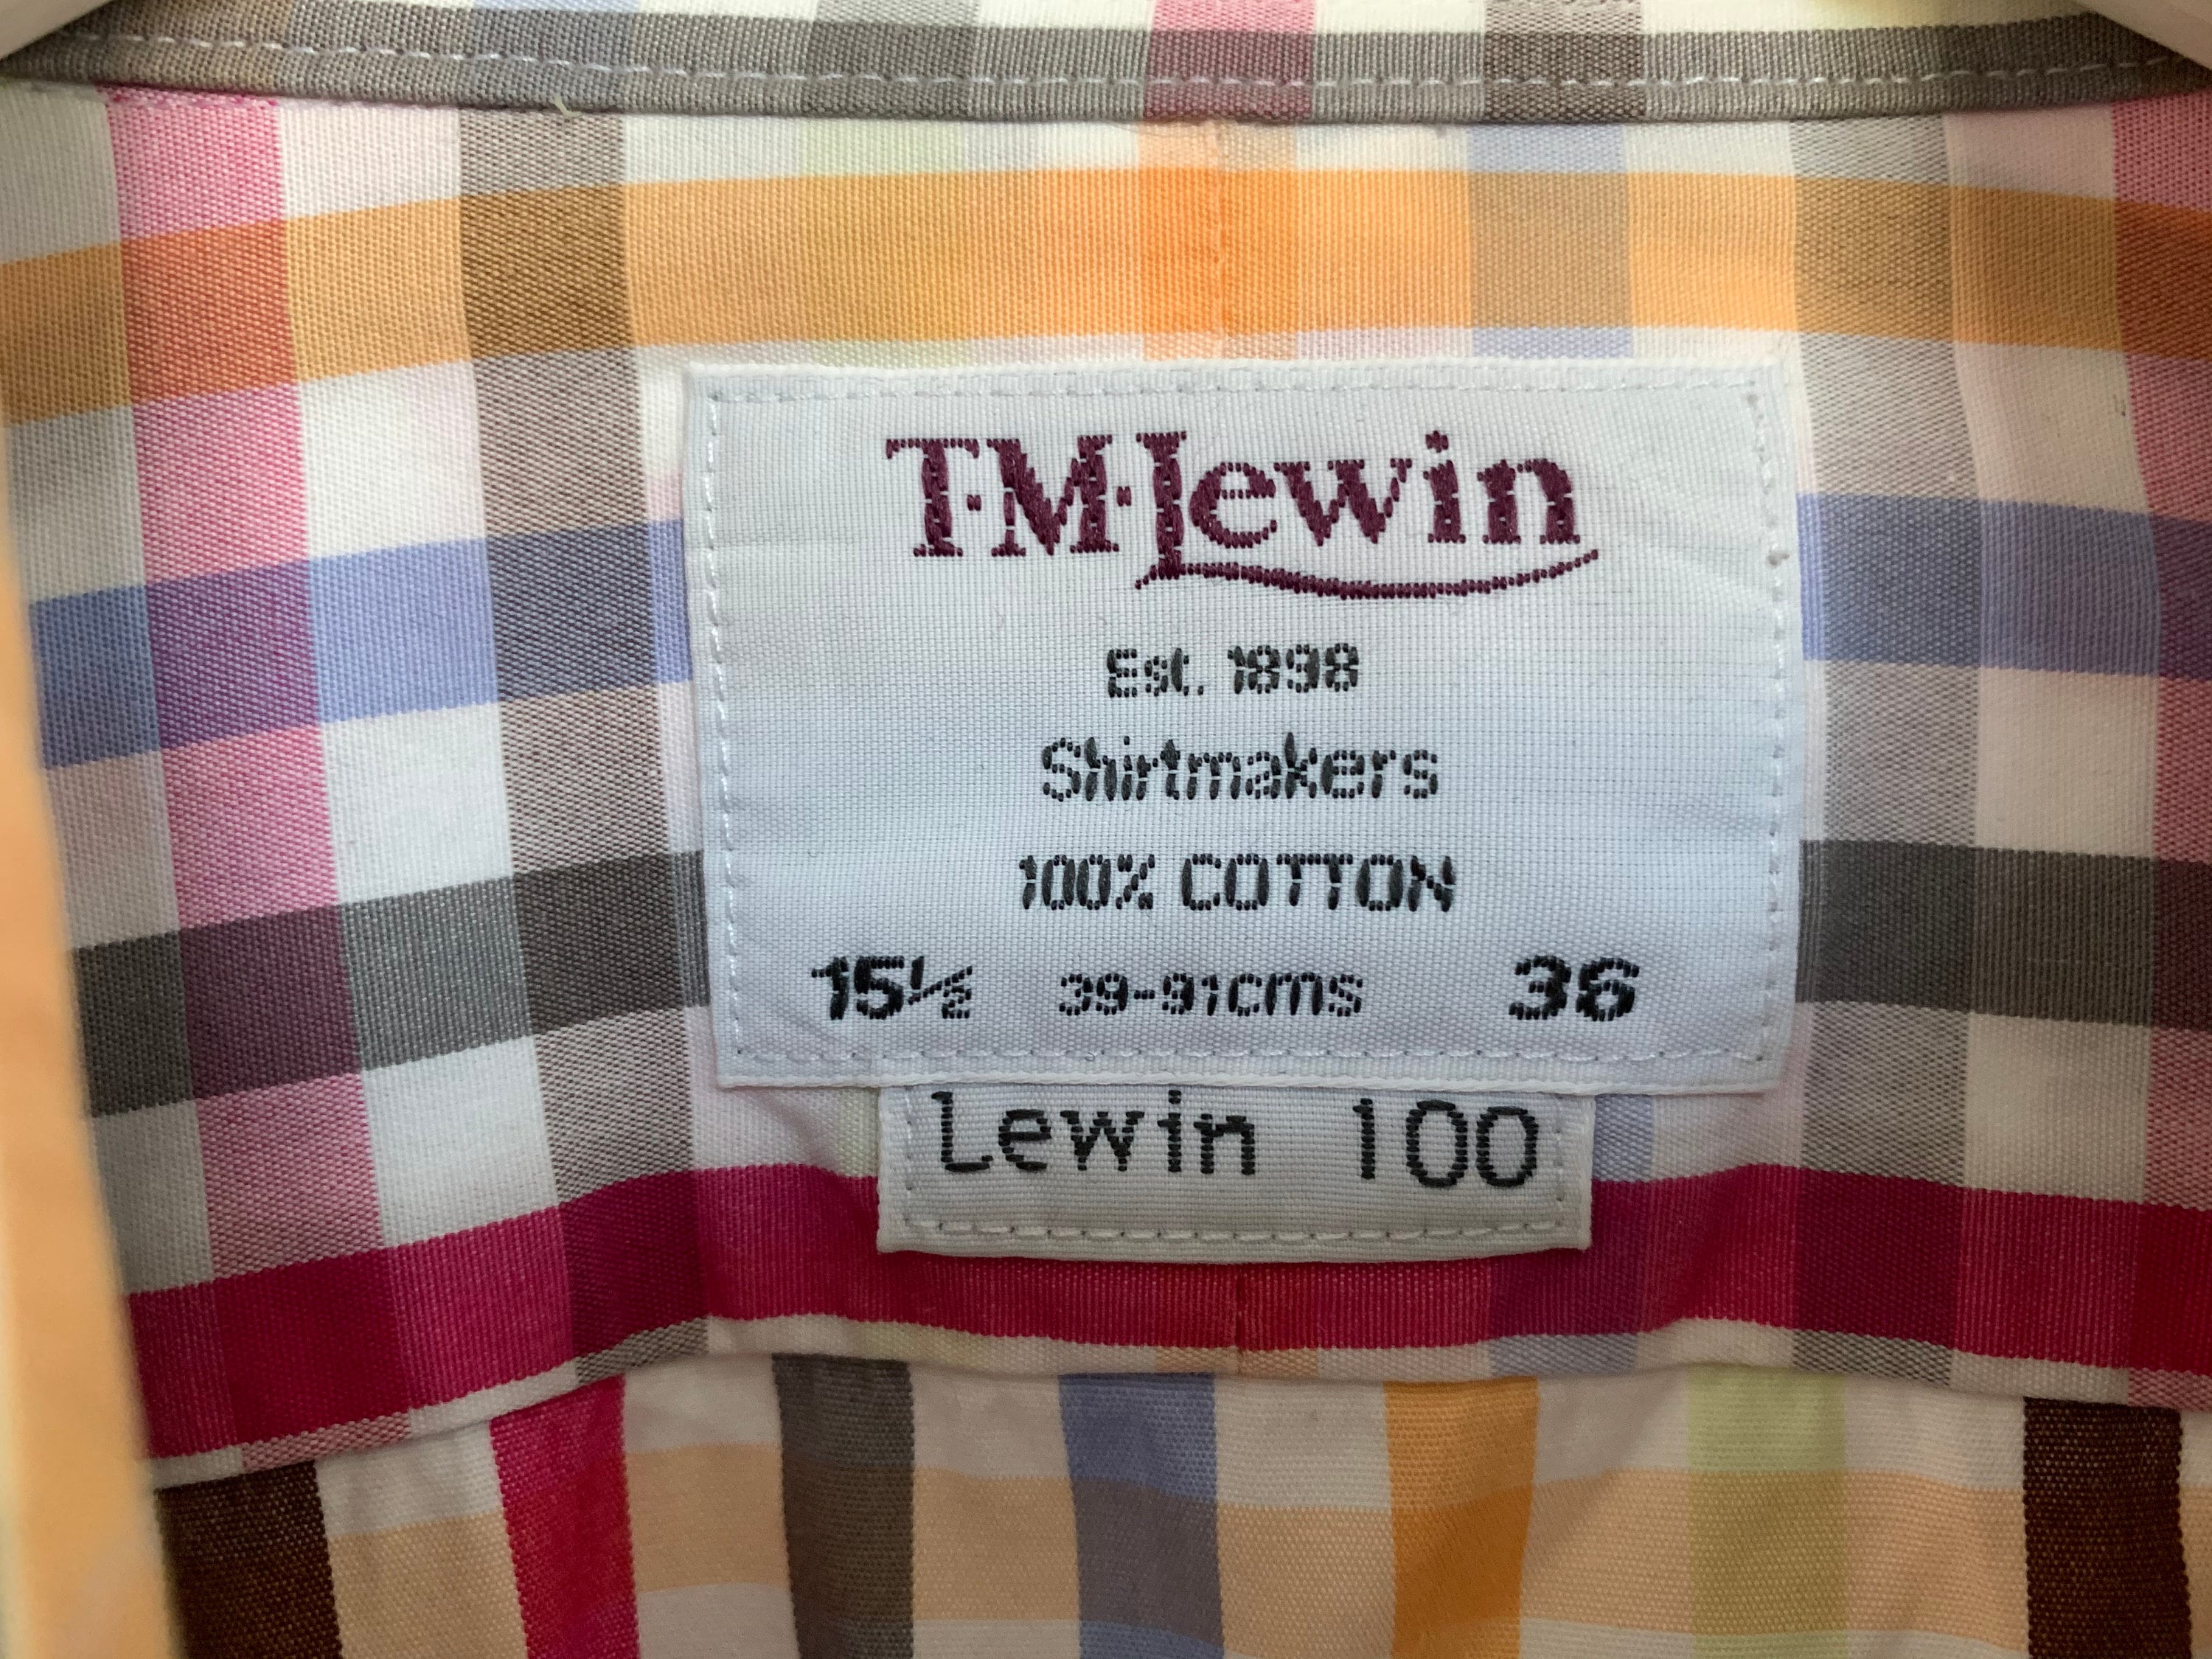 T·M·Lewin
Est. 1898
Shirtmakers
100% COTTON
15½ 39-91cms 36
Lewin 100